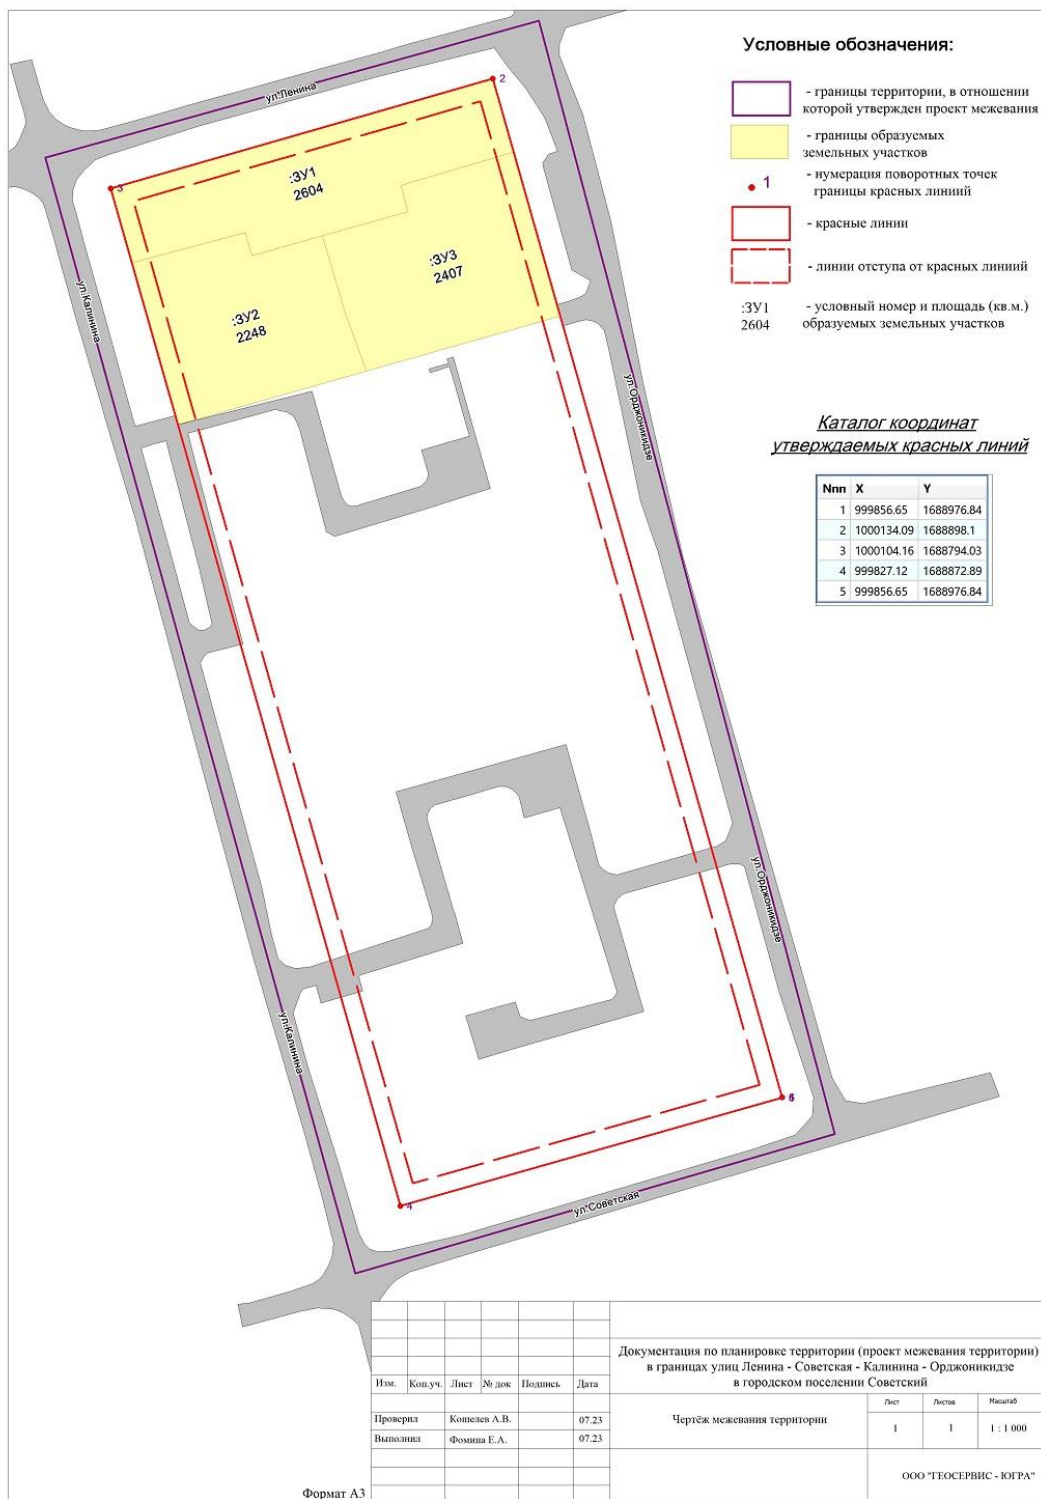 Условные обозначения:
- границы территории, в отношении
которой утвержден проект межевания
- границы образуемых
земельных участков
1
- нумерация поворотных точек
границы красных линиий
- красные линии
- линии отступа от красных линиий
:ЗУ1
2604
- условный номер и площадь (кв.м.)
образуемых земельных участков
Каталог координат
утверждаемых красных линий
Nпп X Y
1 999856.65 1688976.84
2 1000134.09 1688898.1
3 1000104.16 1688794.03
4 999827.12 1688872.89
5 999856.65 1688976.84
ул.Ленина
2
3
:ЗУ1
2604
:ЗУ3
2407
:ЗУ2
2248
ул.Калинина
ул.Орджоникидзе
ул.Орджоникидзе
ул.Калинина
4
ул.Советская
Документация по планировке территории (проект межевания территории)
в границах улиц Ленина - Советская - Калинина - Орджоникидзе
в городском поселении Советский
Изм. Кол.уч. Лист № док Подпись Дата
Проверил Кошелев А.В. 07.23
Выполнил Фомина Е.А. 07.23
Чертёж межевания территории
Лист Листов Масштаб
1 1 1 : 1 000
ООО "ГЕОСЕРВИС - ЮГРА"
Формат А3